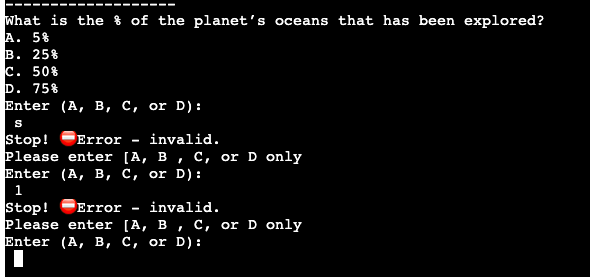 -------------------
What is the % of the planet's oceans that has been explored?
A. 5%
B. 25%
C. 50%
D. 75%
Enter (A, B, C, or D):
s
Stop! ⛔Error - invalid.
Please enter [A, B , C, or D only
Enter (A, B, C, or D):
1
Stop! ⛔Error - invalid.
Please enter [A, B , C, or D only
Enter (A, B, C, or D):